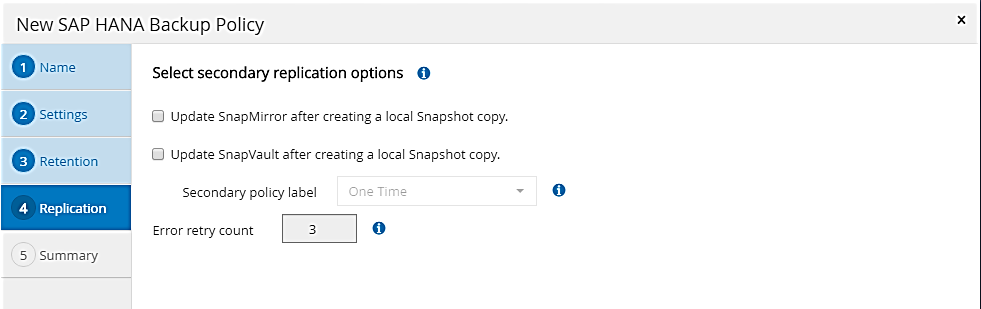 New SAP HANA Backup Policy
x
1 Name
2 Settings
3 Retention
4 Replication
5 Summary
Select secondary replication options i
Update SnapMirror after creating a local Snapshot copy.
Update SnapVault after creating a local Snapshot copy.
Secondary policy label One Time i
Error retry count 3 i